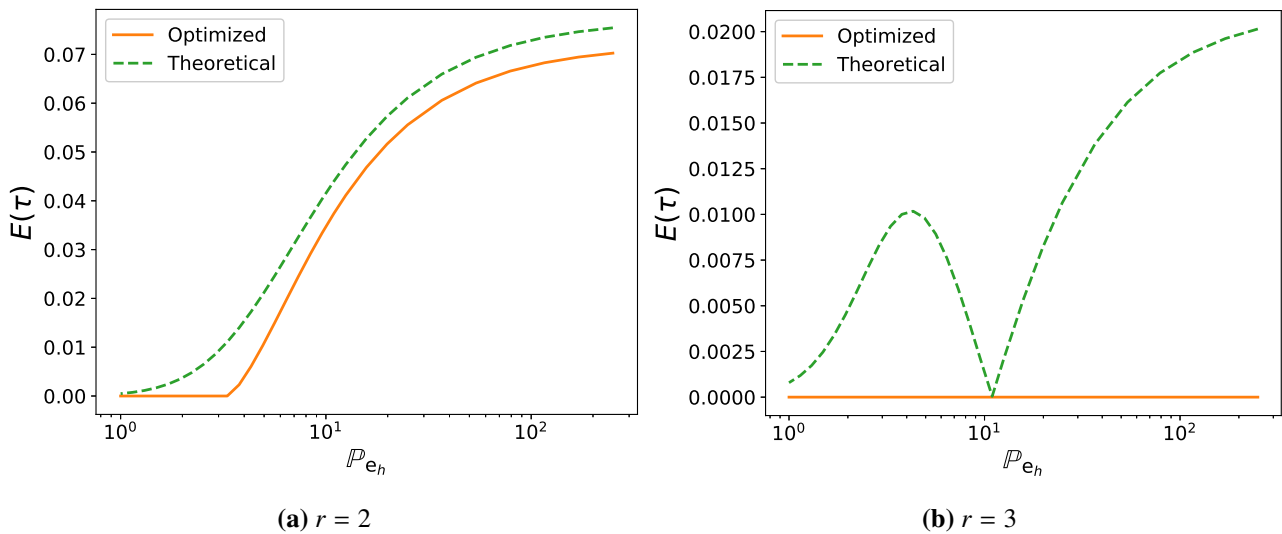 Optimized
Theoretical
0.07
0.06
0.05
0.04
0.03
0.02
0.01
0.00
E(τ)
10⁰
10¹
10²
ℙeₕ
(a) r = 2
Optimized
Theoretical
0.0200
0.0175
0.0150
0.0125
0.0100
0.0075
0.0050
0.0025
0.0000
E(τ)
10⁰
10¹
10²
ℙeₕ
(b) r = 3